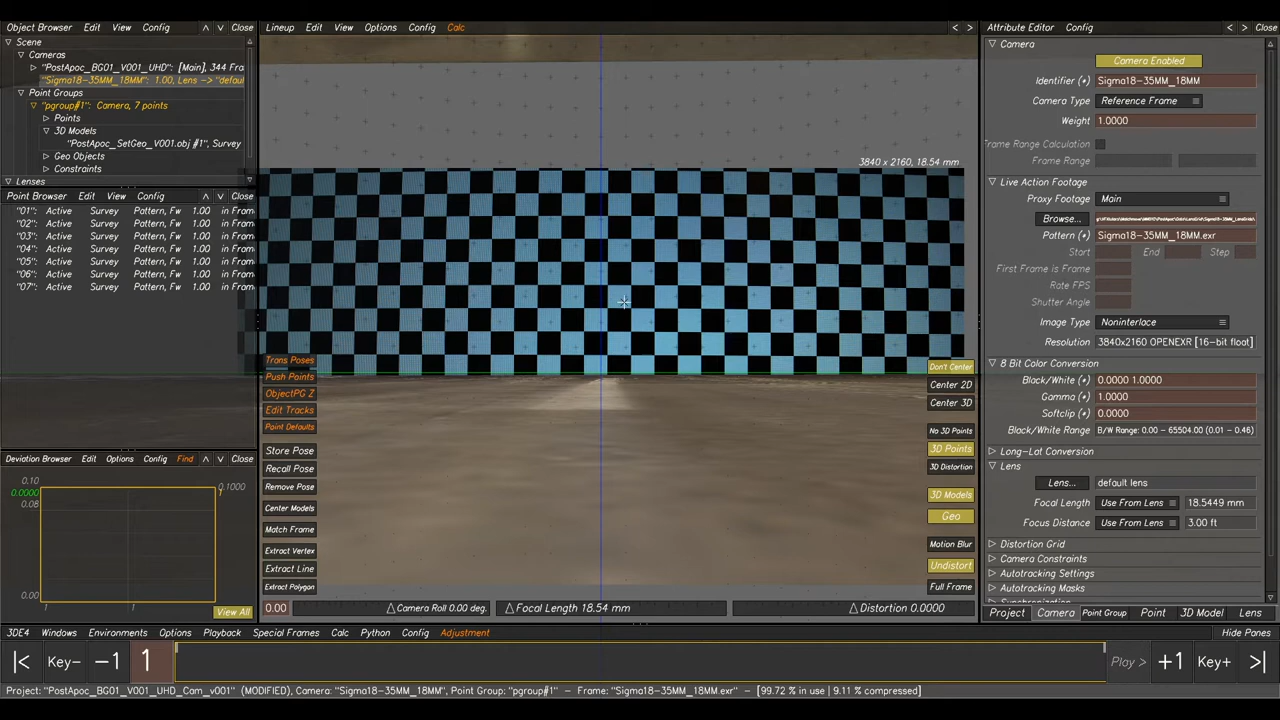 Object Browser Edit View Config Close
Scene
Cameras
"PostApoc_BG01_V001_UHD": [Main], 344 Fra
"Sigma18-35MM_18MM": 1.00, Lens -> "defau
Point Groups
"pgroup#1": Camera, 7 points
Points
3D Models
"PostApoc_SetGeo_V001.obj #1", Survey
Geo Objects
Constraints
Lenses
Point Browser Edit View Config Close
"01": Active Survey Pattern, Fw 1.00 in Fram
"02": Active Survey Pattern, Fw 1.00 in Fram
"03": Active Survey Pattern, Fw 1.00 in Fram
"04": Active Survey Pattern, Fw 1.00 in Fram
"05": Active Survey Pattern, Fw 1.00 in Fram
"06": Active Survey Pattern, Fw 1.00 in Fram
"07": Active Survey Pattern, Fw 1.00 in Fram
Deviation Browser Edit Options Config Find Close
0.10
0.0000
0.08
0.00
0.1000
1
1 1
View All
Lineup Edit View Options Config Calc
3840 x 2160, 18.54 mm
Trans Poses
Push Points
ObjectPG Z
Edit Tracks
Point Defaults
Store Pose
Recall Pose
Remove Pose
Center Models
Match Frame
Extract Vertex
Extract Line
Extract Polygon
Don't Center
Center 2D
Center 3D
No 3D Points
3D Points
3D Distortion
3D Models
Geo
Motion Blur
Undistort
Full Frame
0.00 Camera Roll 0.00 deg. Focal Length 18.54 mm Distortion 0.0000
Attribute Editor Config Close
Camera
Camera Enabled
Identifier (*) Sigma18-35MM_18MM
Camera Type Reference Frame
Weight 1.0000
Frame Range Calculation
Frame Range
Live Action Footage
Proxy Footage Main
Browse...
Pattern (*) Sigma18-35MM_18MM.exr
Start End Step
First Frame is Frame
Rate FPS
Shutter Angle
Image Type Noninterlace
Resolution 3840x2160 OPENEXR [16-bit float]
8 Bit Color Conversion
Black/White (*) 0.0000 1.0000
Gamma (*) 1.0000
Softclip (*) 0.0000
Black/White Range B/W Range: 0.00 - 65504.00 (0.01 - 0.46)
Long-Lat Conversion
Lens
Lens... default lens
Focal Length Use From Lens 18.5449 mm
Focus Distance Use From Lens 3.00 ft
Distortion Grid
Camera Constraints
Autotracking Settings
Autotracking Masks
Project Camera Point Group Point 3D Model Lens
3DE4 Windows Environments Options Playback Special Frames Calc Python Config Adjustment Hide Panes
|< Key- -1 1 Play > +1 Key+ >|
Project: "PostApoc_BG01_V001_UHD_Cam_v001" (MODIFIED), Camera: "Sigma18-35MM_18MM", Point Group: "pgroup#1" - Frame: "Sigma18-35MM_18MM.exr" - [99.72 % in use | 9.11 % compressed]